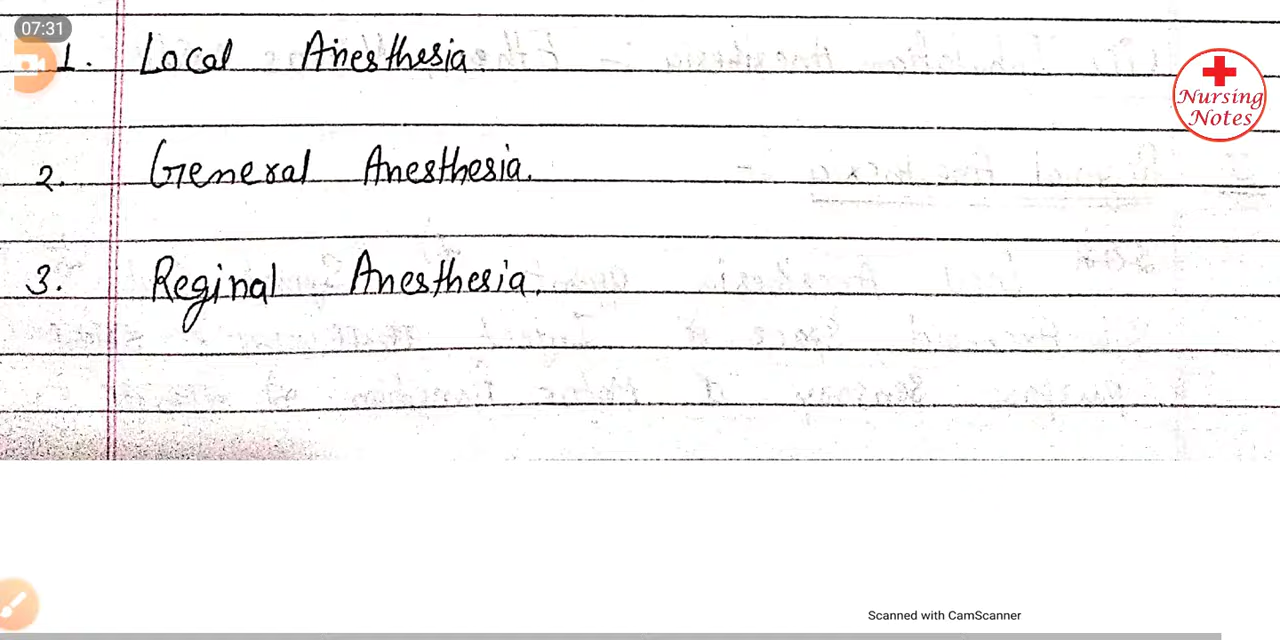 07:31
1. Local Anesthesia.
Nursing
Notes
2. General Anesthesia.
3. Reginal Anesthesia.
Scanned with CamScanner